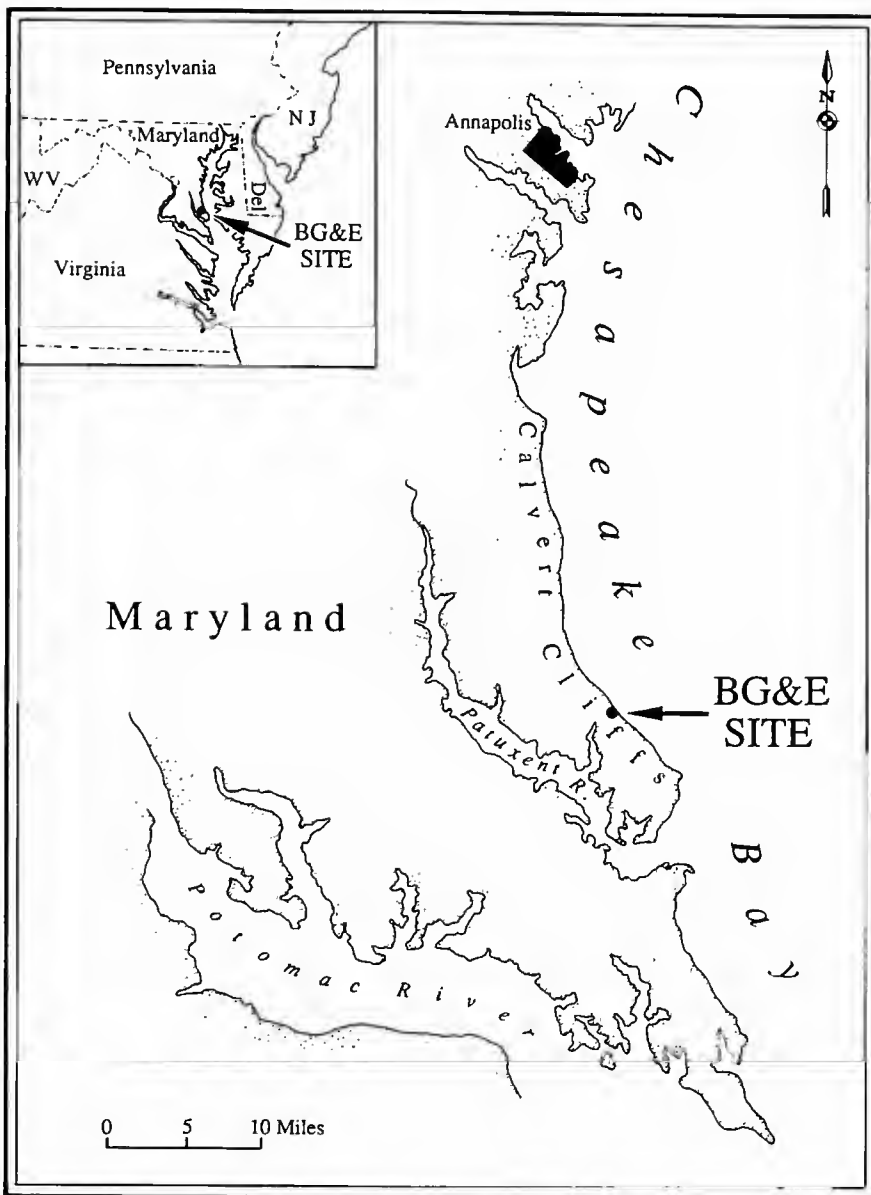 Pennsylvania
NJ
Maryland
WV
Del
BG&E
SITE
Virginia
N
Annapolis
Chesapeake
Bay
Calvert Cliffs
Maryland
BG&E
SITE
Patuxent R.
Potomac River
0 5 10 Miles